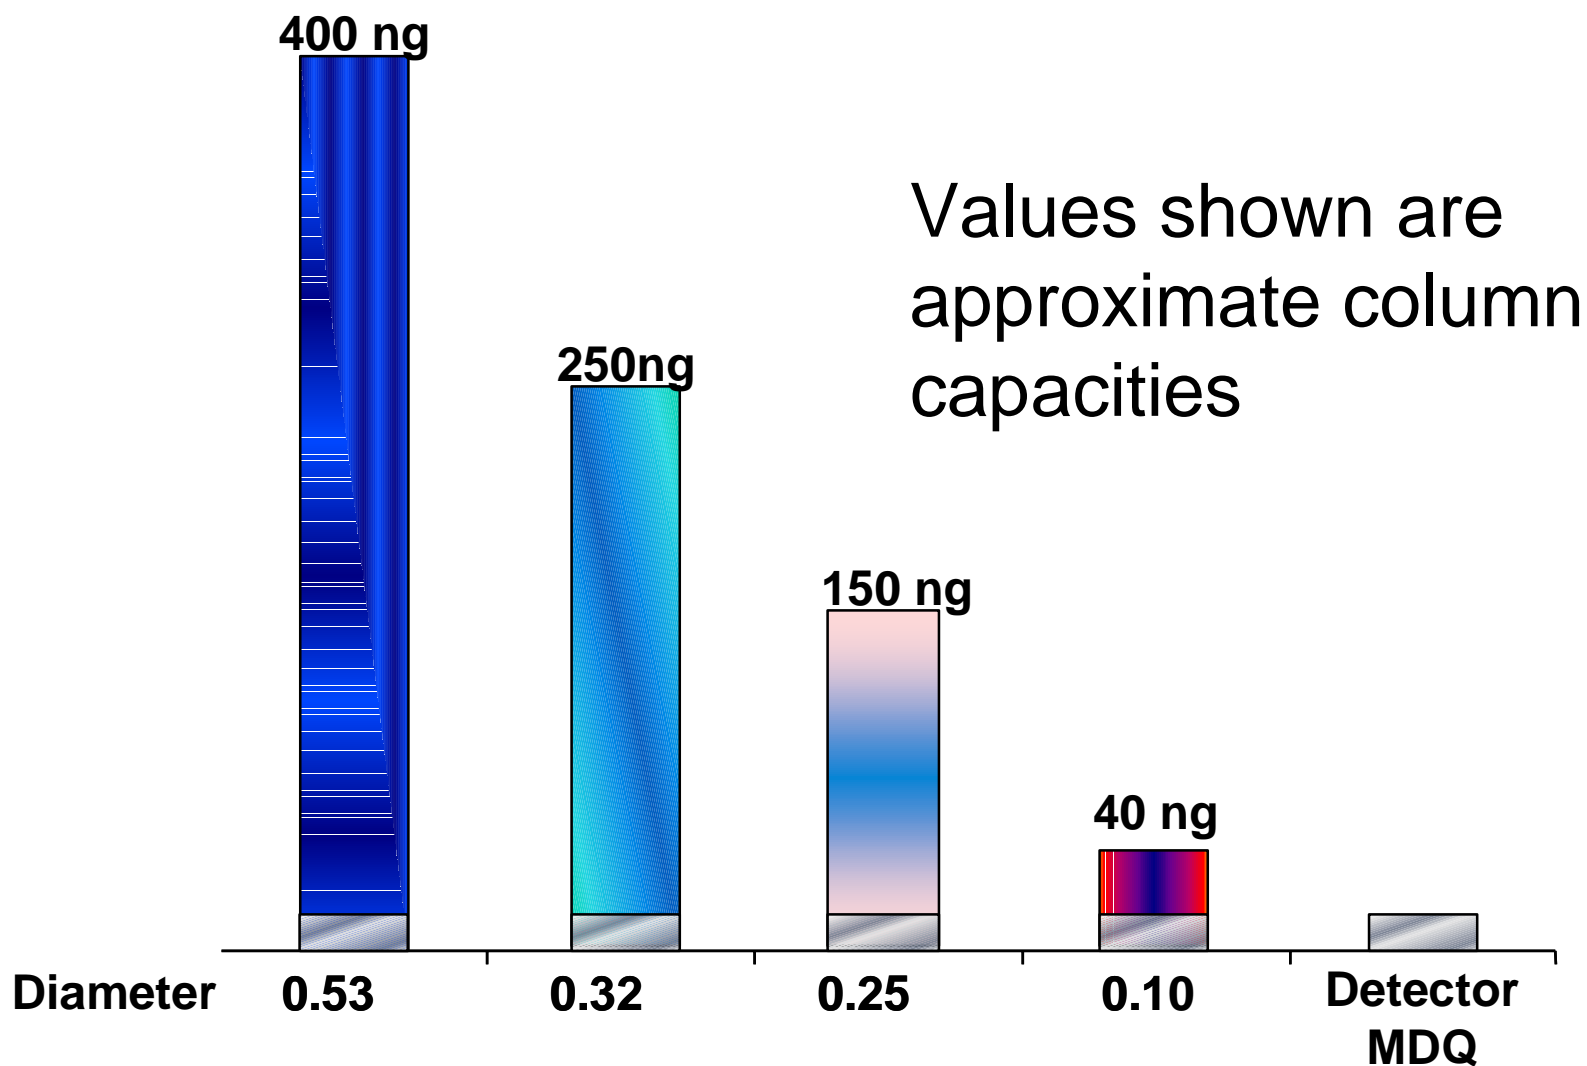 400 ng
Values shown are
approximate column
capacities
250ng
150 ng
40 ng
Diameter 0.53 0.32 0.25 0.10 Detector
MDQ